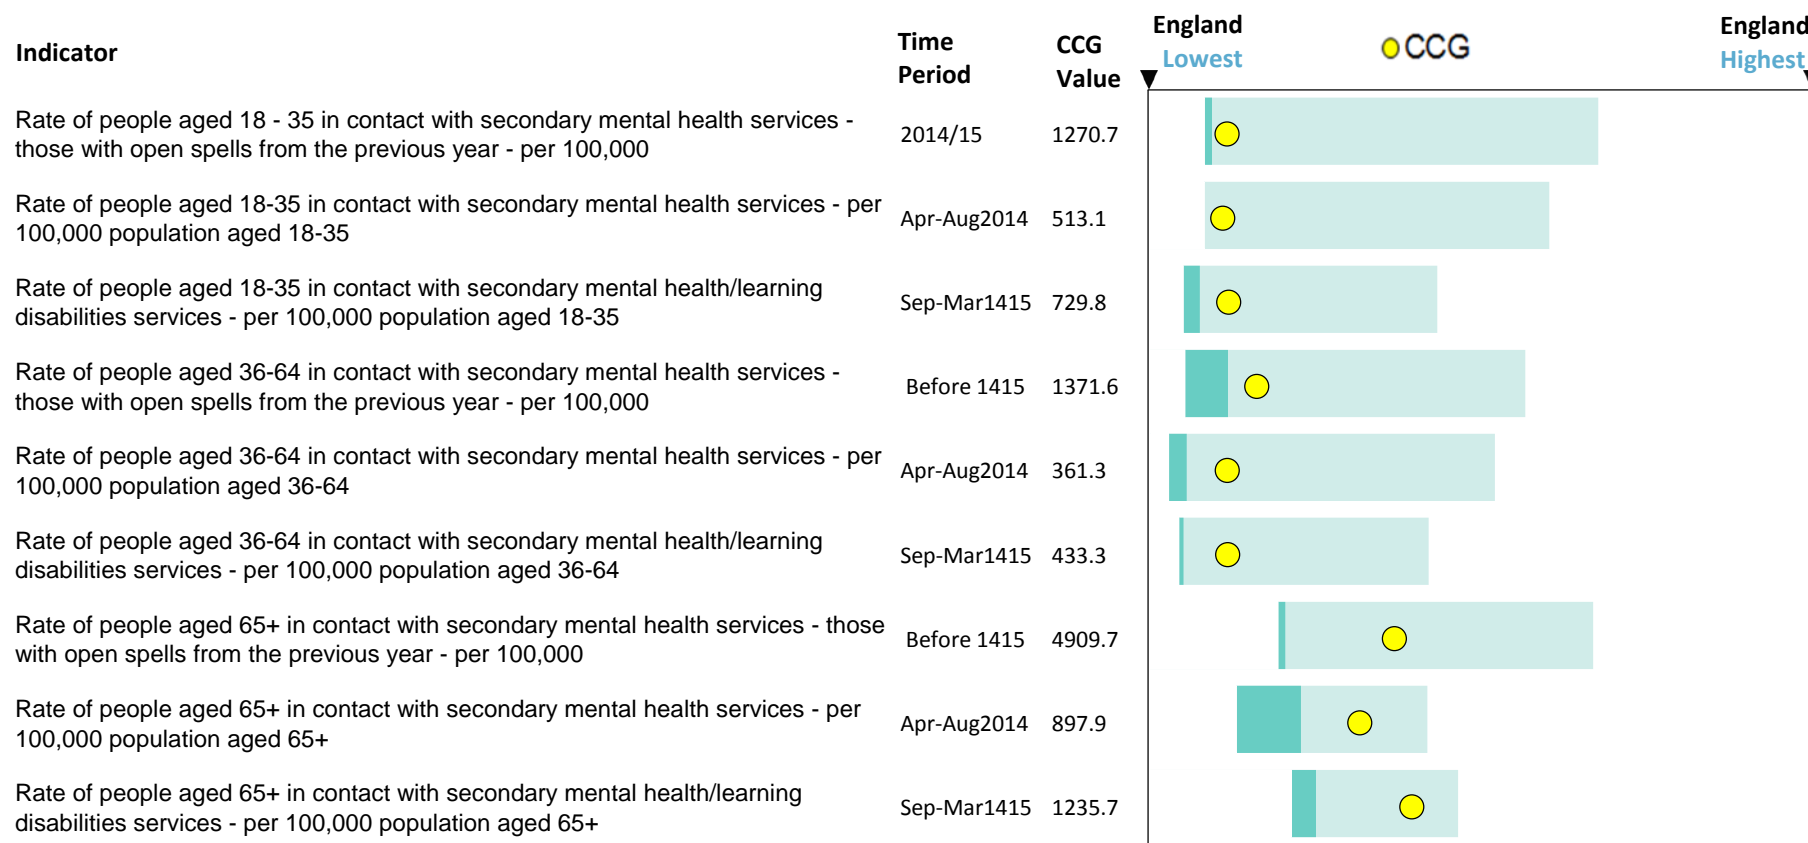 Indicator
Time Period
CCG Value
England Lowest
CCG
England Highest
Rate of people aged 18 - 35 in contact with secondary mental health services -
those with open spells from the previous year - per 100,000
2014/15
1270.7
Rate of people aged 18-35 in contact with secondary mental health services - per
100,000 population aged 18-35
Apr-Aug2014
513.1
Rate of people aged 18-35 in contact with secondary mental health/learning
disabilities services - per 100,000 population aged 18-35
Sep-Mar1415
729.8
Rate of people aged 36-64 in contact with secondary mental health services -
those with open spells from the previous year - per 100,000
Before 1415
1371.6
Rate of people aged 36-64 in contact with secondary mental health services - per
100,000 population aged 36-64
Apr-Aug2014
361.3
Rate of people aged 36-64 in contact with secondary mental health/learning
disabilities services - per 100,000 population aged 36-64
Sep-Mar1415
433.3
Rate of people aged 65+ in contact with secondary mental health services - those
with open spells from the previous year - per 100,000
Before 1415
4909.7
Rate of people aged 65+ in contact with secondary mental health services - per
100,000 population aged 65+
Apr-Aug2014
897.9
Rate of people aged 65+ in contact with secondary mental health/learning
disabilities services - per 100,000 population aged 65+
Sep-Mar1415
1235.7